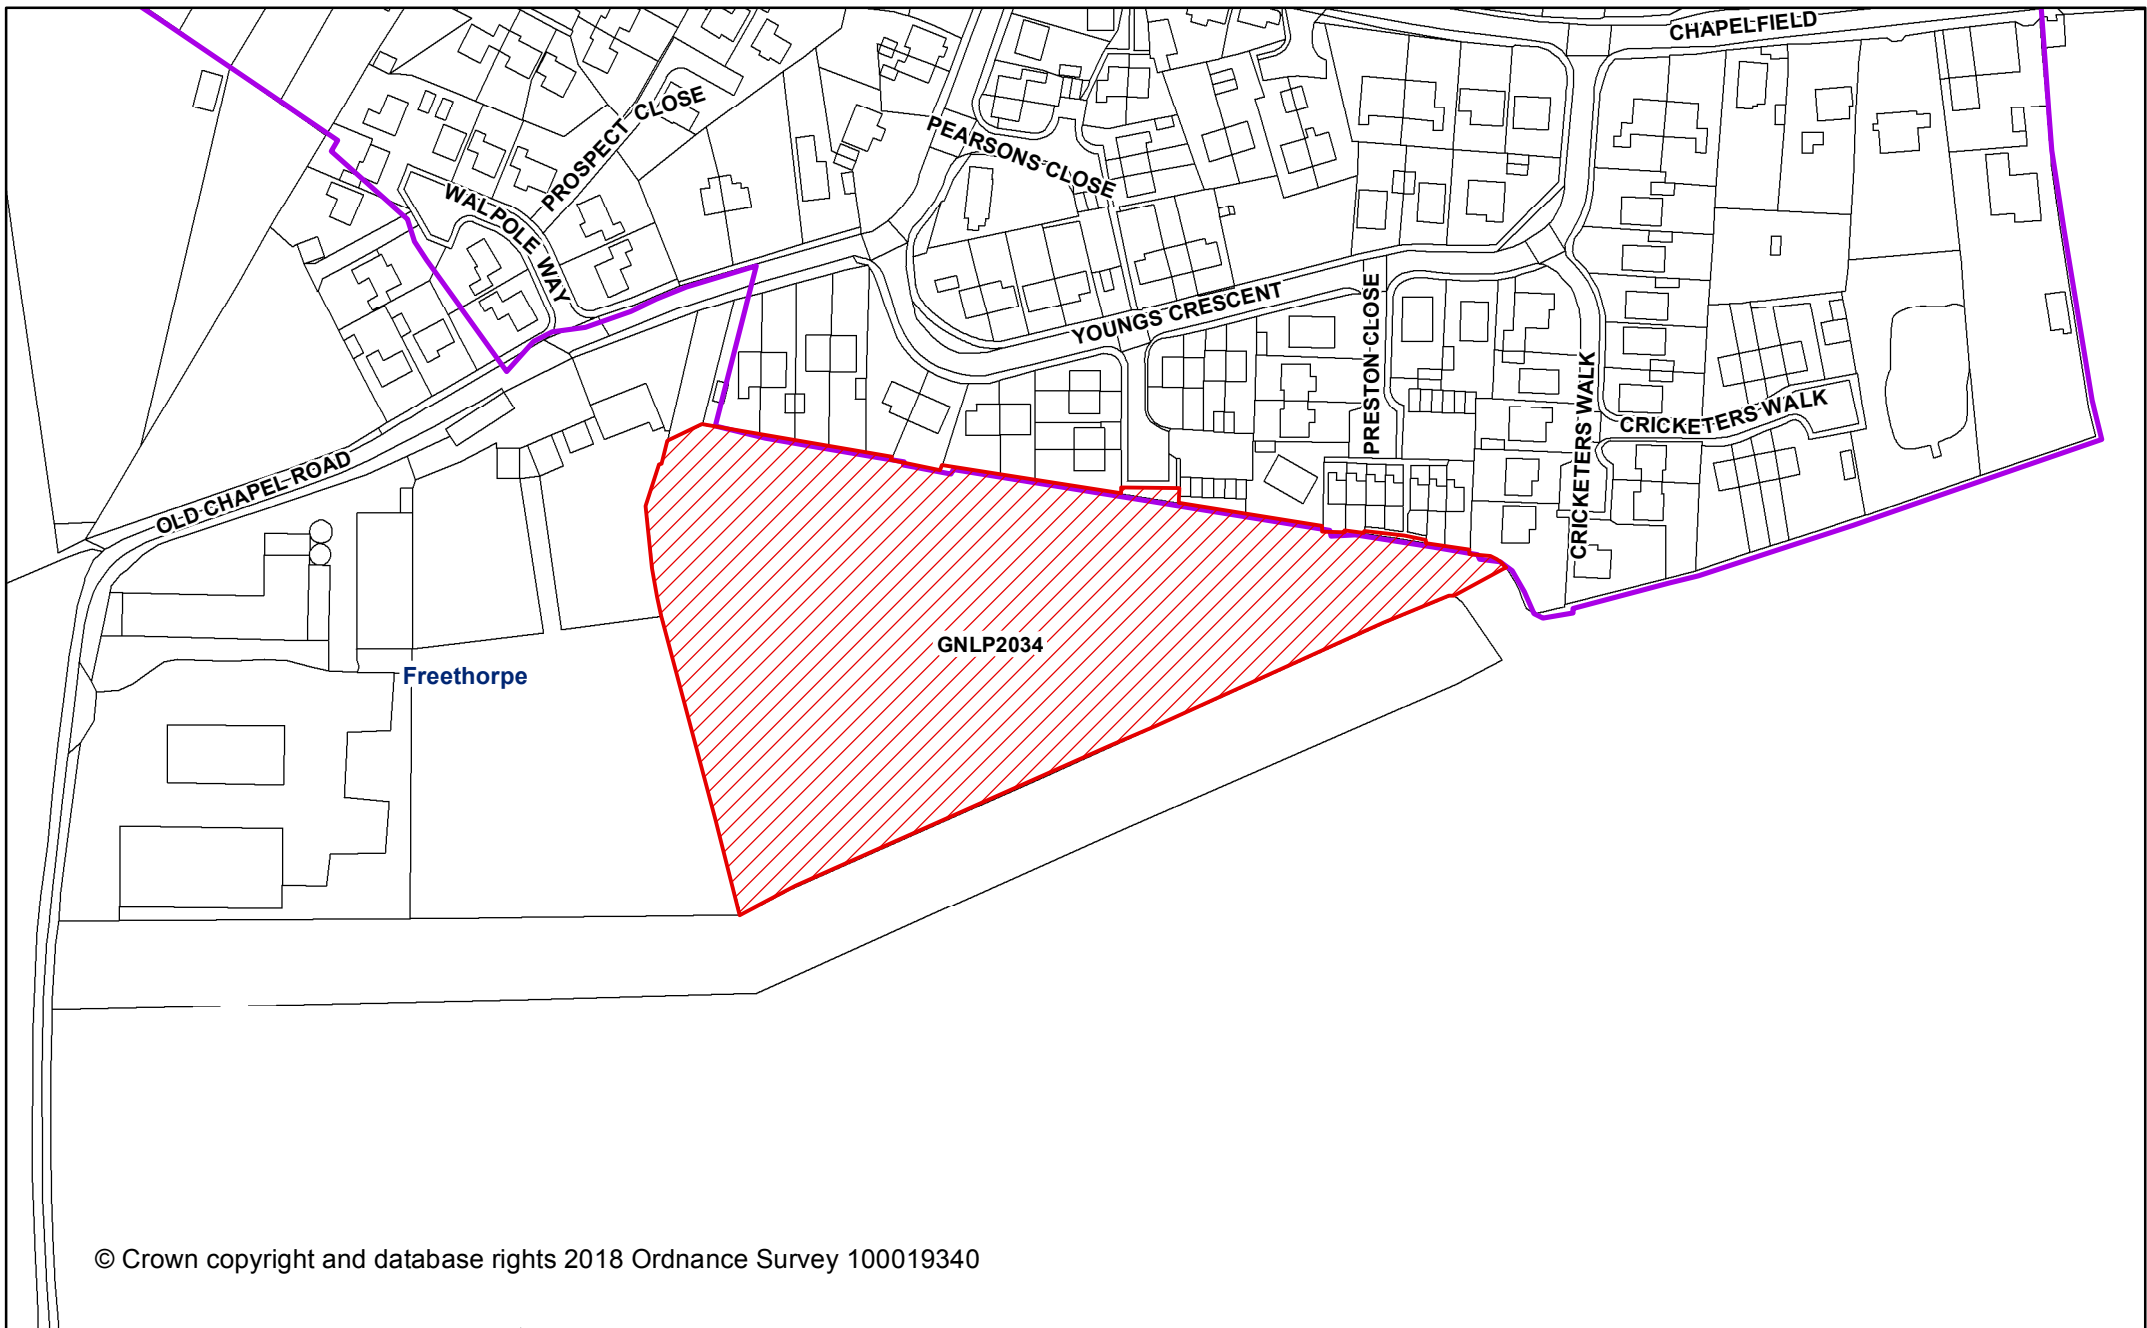 CHAPELFIELD
PROSPECT CLOSE
PEARSONS CLOSE
WALPOLE WAY
YOUNGS CRESCENT
PRESTON CLOSE
CRICKETERS WALK
CRICKETERS WALK
OLD CHAPEL ROAD
GNLP2034
Freethorpe
© Crown copyright and database rights 2018 Ordnance Survey 100019340